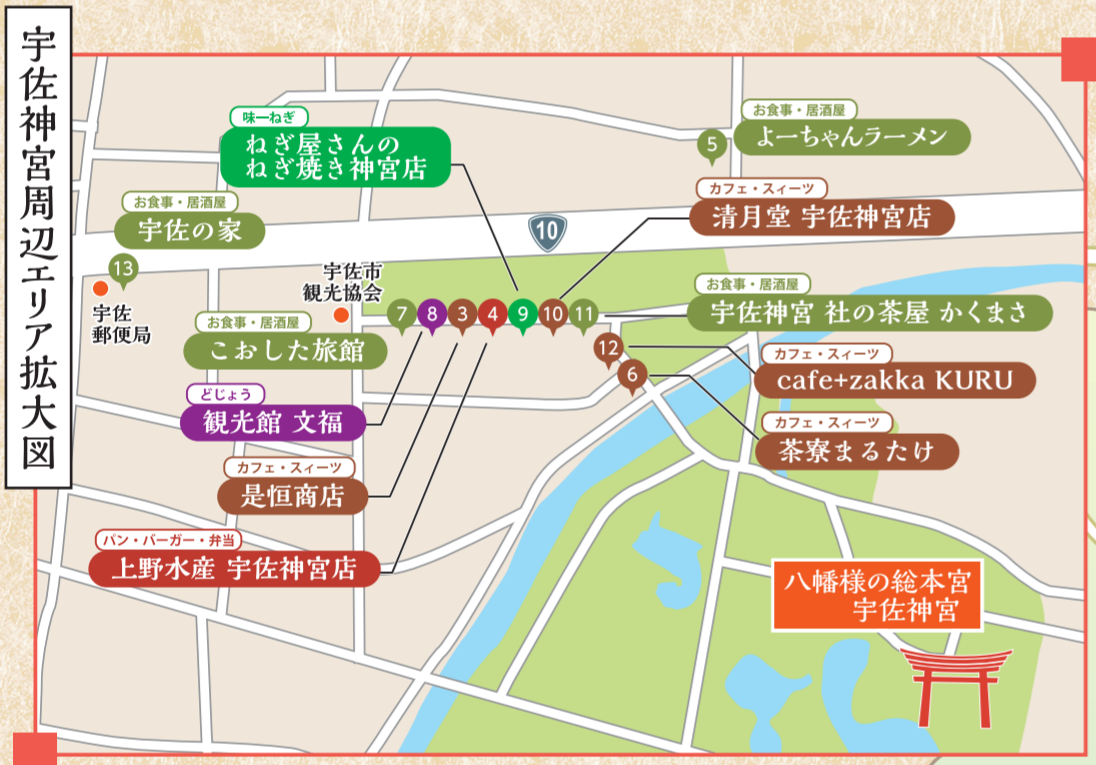 宇佐神宮周辺エリア拡大図
味一ねぎ
ねぎ屋さんの
ねぎ焼き神宮店
お食事・居酒屋
よーちゃんラーメン
5
カフェ・スィーツ
清月堂 宇佐神宮店
お食事・居酒屋
宇佐の家
13
宇佐
郵便局
10
宇佐市
観光協会
7
8
3
4
9
10
11
お食事・居酒屋
宇佐神宮 社の茶屋 かくまさ
お食事・居酒屋
こおした旅館
12
カフェ・スィーツ
cafe+zakka KURU
6
どじょう
観光館 文福
カフェ・スィーツ
茶寮まるたけ
カフェ・スィーツ
是恒商店
パン・バーガー・弁当
上野水産 宇佐神宮店
八幡様の総本宮
宇佐神宮